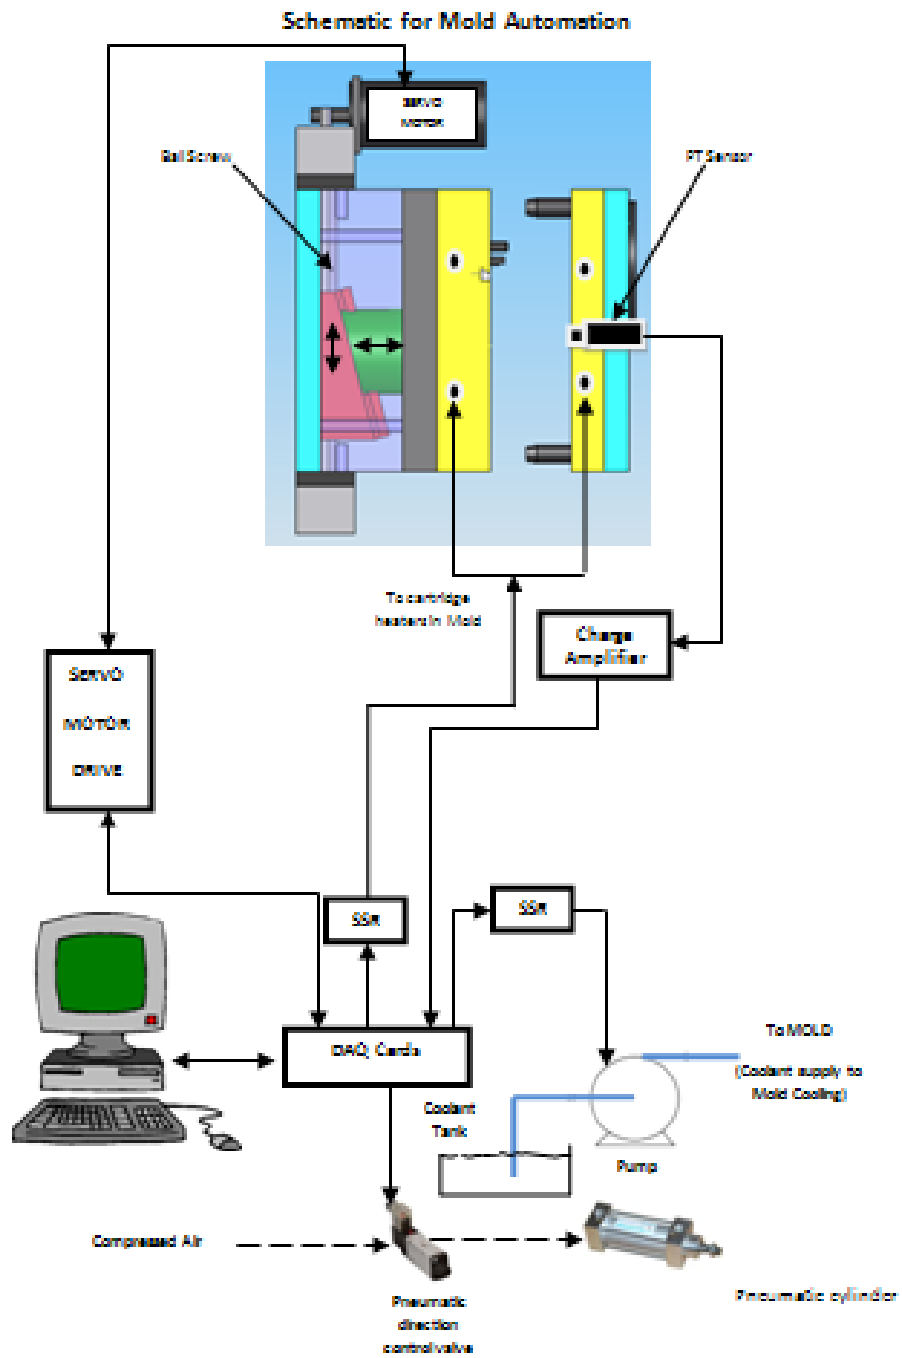 Schematic for Mold Automation
SERVO
MOTOR
Ball Screw
PT Sensor
To cartridge
heaters in Mold
Charge
Amplifier
SERVO
MOTOR
DRIVE
SSR
SSR
DAQ Cards
To MOLD
(Coolant supply to
Mold Cooling)
Coolant
Tank
Pump
Compressed Air
Pneumatic cylinder
Pneumatic
direction
control valve